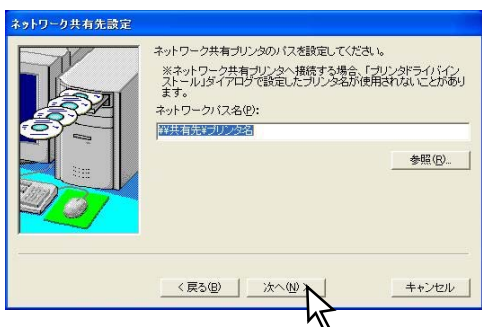 ネットワーク共有先設定
ネットワーク共有プリンタのパスを設定してください。
※ネットワーク共有プリンタへ接続する場合、「プリンタドライバイン
ストール」ダイアログで設定したプリンタ名が使用されないことがあり
ます。
ネットワークパス名(P):
¥¥共有先¥プリンタ名
参照(R)...
< 戻る(B)
次へ(N) >
キャンセル